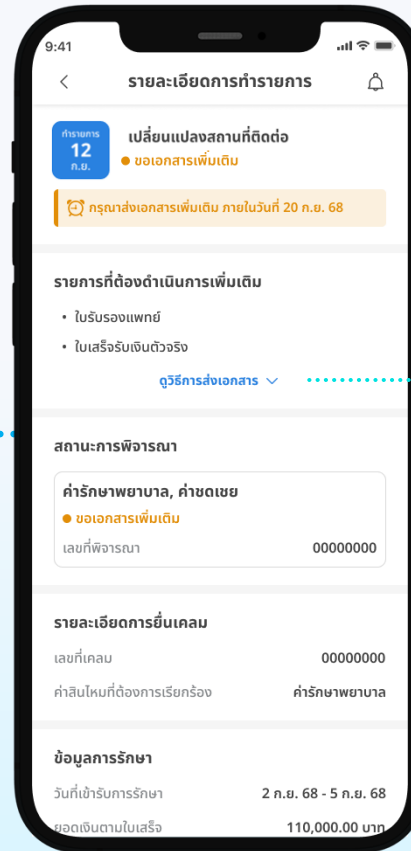 9:41
รายละเอียดการทำรายการ
ทำรายการ
12
ก.ย.
เปลี่ยนแปลงสถานที่ติดต่อ
ขอเอกสารเพิ่มเติม
กรุณาส่งเอกสารเพิ่มเติม ภายในวันที่ 20 ก.ย. 68
รายการที่ต้องดำเนินการเพิ่มเติม
• ใบรับรองแพทย์
• ใบเสร็จรับเงินตัวจริง
ดูวิธีการส่งเอกสาร
สถานะการพิจารณา
ค่ารักษาพยาบาล, ค่าชดเชย
ขอเอกสารเพิ่มเติม
เลขที่พิจารณา 00000000
รายละเอียดการยื่นเคลม
เลขที่เคลม 00000000
ค่าสินไหมที่ต้องการเรียกร้อง ค่ารักษาพยาบาล
ข้อมูลการรักษา
วันที่เข้ารับการรักษา 2 ก.ย. 68 - 5 ก.ย. 68
ยอดเงินตามใบเสร็จ 110,000.00 บาท